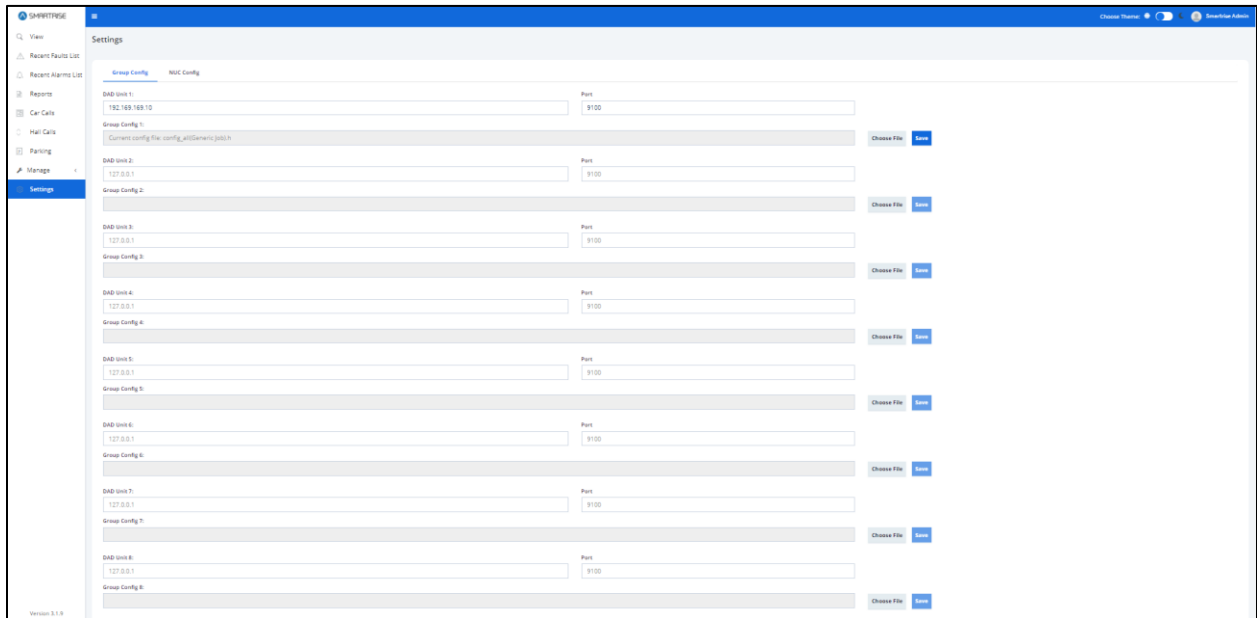 SMARTRISE
Choose Theme:
Smartrise Admin
View
Recent Faults List
Recent Alarms List
Reports
Car Calls
Hall Calls
Parking
Manage
Settings
Version 3.1.
Settings
Group Config NUC Config
DAD Unit 1: Port
192.169.169.10 9100
Group Config 1:
Current config file: config_all(Generic Job).h Choose File Save
DAD Unit 2: Port
127.0.0.1 9100
Group Config 2:
Choose File Save
DAD Unit 3: Port
127.0.0.1 9100
Group Config 3:
Choose File Save
DAD Unit 4: Port
127.0.0.1 9100
Group Config 4:
Choose File Save
DAD Unit 5: Port
127.0.0.1 9100
Group Config 5:
Choose File Save
DAD Unit 6: Port
127.0.0.1 9100
Group Config 6:
Choose File Save
DAD Unit 7: Port
127.0.0.1 9100
Group Config 7:
Choose File Save
DAD Unit 8: Port
127.0.0.1 9100
Group Config 8:
Choose File Save